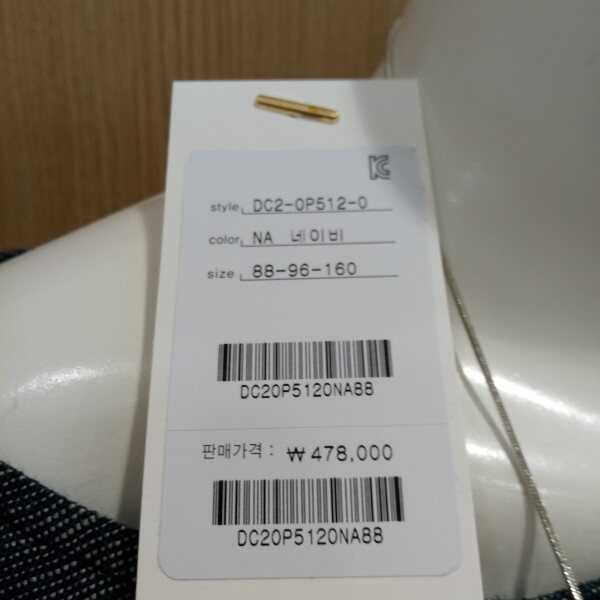 style DC2-OP512-0
color NA 네이비
size 88-96-160
DC20P5120NA88
판매가격 : ₩478,000
DC20P5120NA88